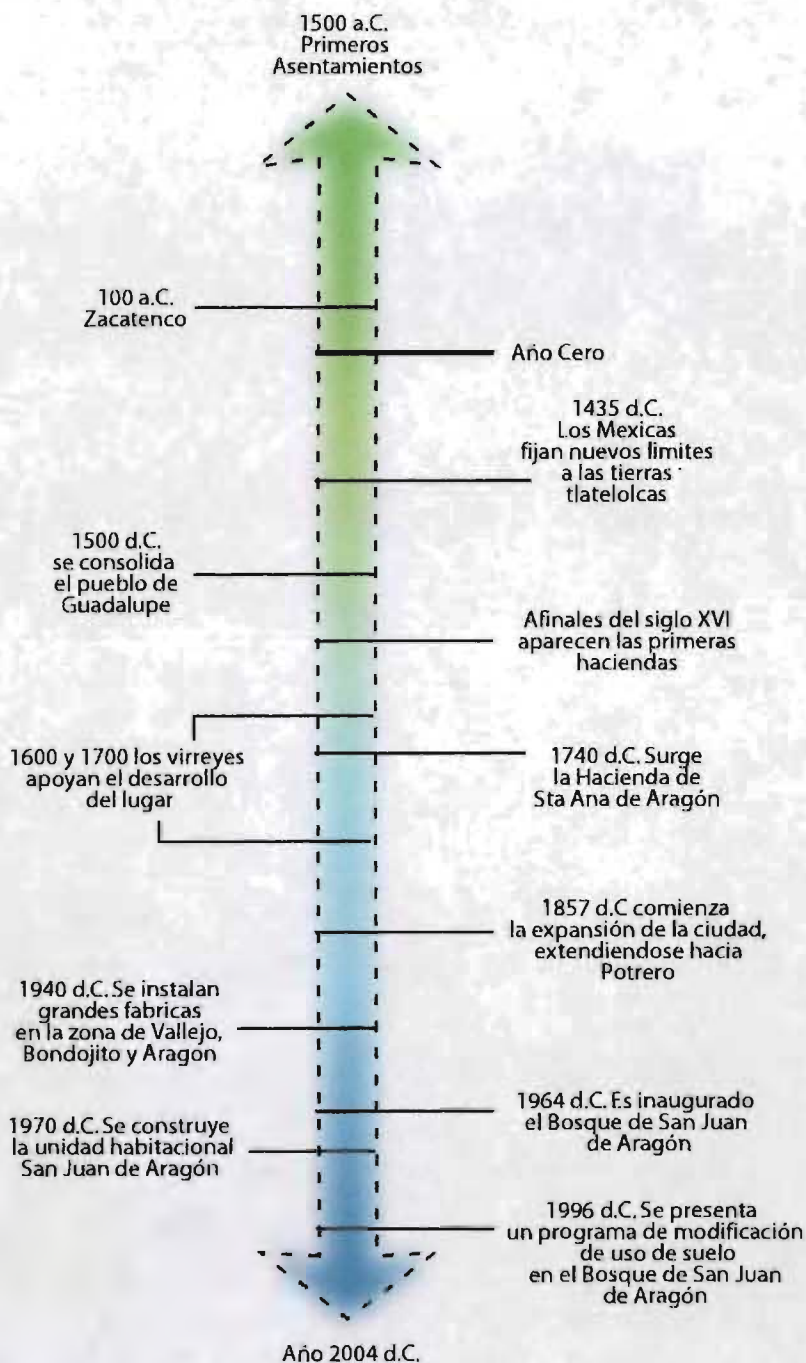 1500 a.C.
Primeros
Asentamientos
100 a.C.
Zacatenco
Año Cero
1435 d.C.
Los Mexicas
fijan nuevos limites
a las tierras
tlatelolcas
1500 d.C.
se consolida
el pueblo de
Guadalupe
Afinales del siglo XVI
aparecen las primeras
haciendas
1600 y 1700 los virreyes
apoyan el desarrollo
del lugar
1740 d.C. Surge
la Hacienda de
Sta Ana de Aragón
1857 d.C comienza
la expansión de la ciudad,
extendiendose hacia
Potrero
1940 d.C. Se instalan
grandes fabricas
en la zona de Vallejo,
Bondojito y Aragon
1964 d.C. Es inaugurado
el Bosque de San Juan
de Aragón
1970 d.C. Se construye
la unidad habitacional
San Juan de Aragón
1996 d.C. Se presenta
un programa de modificación
de uso de suelo
en el Bosque de San Juan
de Aragón
Año 2004 d.C.